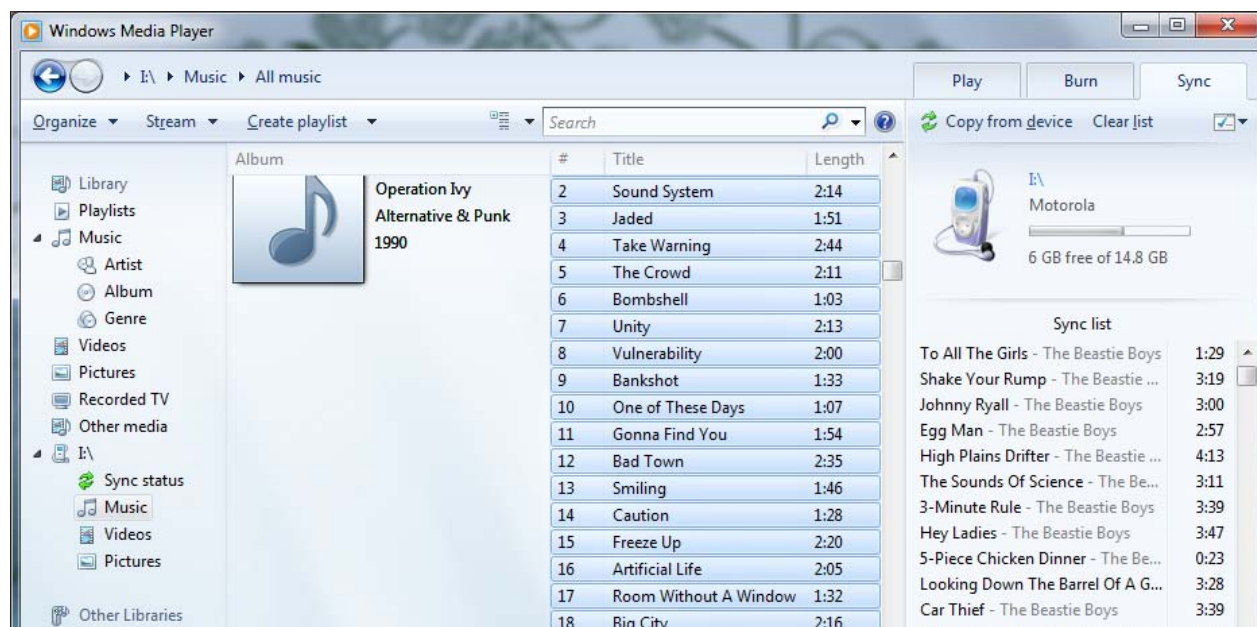 Windows Media Player
I:\ Music All music
Play Burn Sync
Organize Stream Create playlist Search
Copy from device Clear list
Album # Title Length
Library
Playlists
Music
Artist
Album
Genre
Videos
Pictures
Recorded TV
Other media
I:\
Sync status
Music
Videos
Pictures
Other Libraries
Operation Ivy
Alternative & Punk
1990
2 Sound System 2:14
3 Jaded 1:51
4 Take Warning 2:44
5 The Crowd 2:11
6 Bombshell 1:03
7 Unity 2:13
8 Vulnerability 2:00
9 Bankshot 1:33
10 One of These Days 1:07
11 Gonna Find You 1:54
12 Bad Town 2:35
13 Smiling 1:46
14 Caution 1:28
15 Freeze Up 2:20
16 Artificial Life 2:05
17 Room Without A Window 1:32
18 Big City 2:16
I:\
Motorola
6 GB free of 14.8 GB
Sync list
To All The Girls - The Beastie Boys 1:29
Shake Your Rump - The Beastie ... 3:19
Johnny Ryall - The Beastie Boys 3:00
Egg Man - The Beastie Boys 2:57
High Plains Drifter - The Beastie ... 4:13
The Sounds Of Science - The Be... 3:11
3-Minute Rule - The Beastie Boys 3:39
Hey Ladies - The Beastie Boys 3:47
5-Piece Chicken Dinner - The Be... 0:23
Looking Down The Barrel Of A G... 3:28
Car Thief - The Beastie Boys 3:39